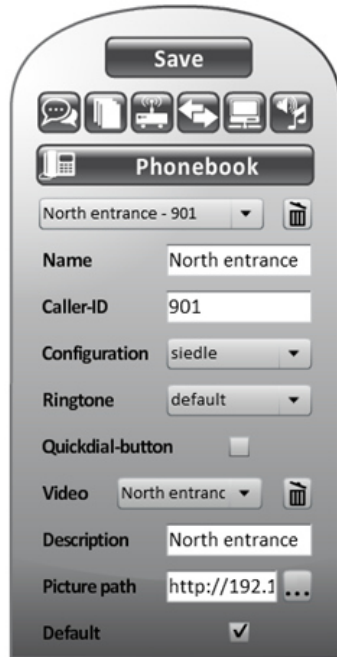 Save
Phonebook
North entrance - 901
Name North entrance
Caller-ID 901
Configuration siedle
Ringtone default
Quickdial-button
Video North entranc
Description North entrance
Picture path http://192.1 ...
Default